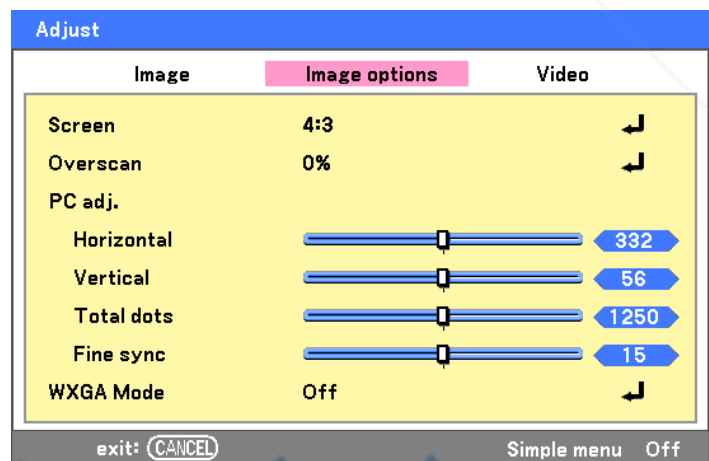 Adjust
Image Image options Video
Screen 4:3
Overscan 0%
PC adj.
Horizontal 332
Vertical 56
Total dots 1250
Fine sync 15
WXGA Mode Off
exit: CANCEL Simple menu Off